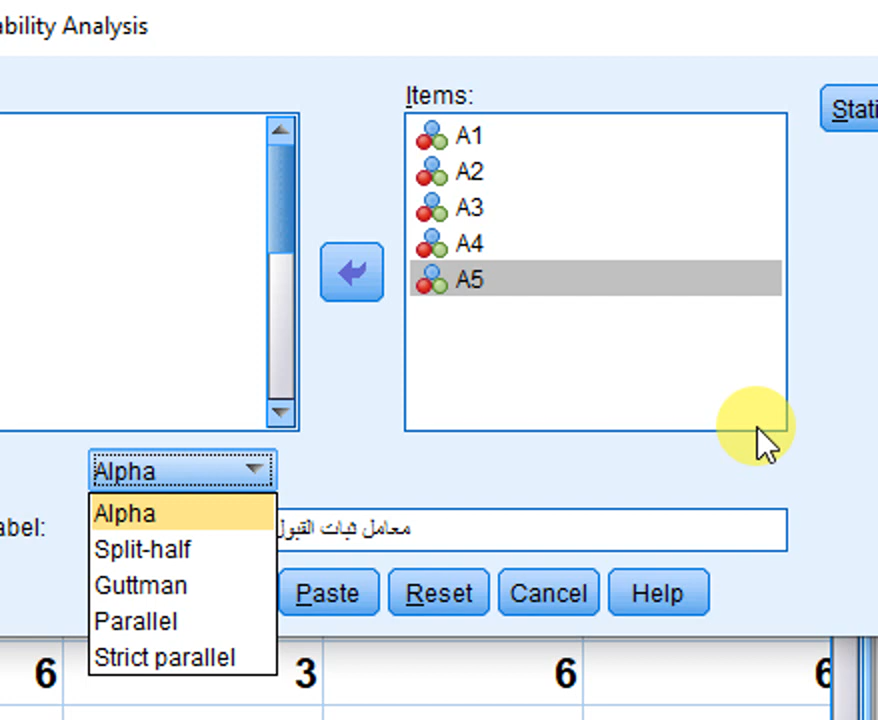 ability Analysis
Items:
Stati
A1
A2
A3
A4
A5
Alpha
Alpha
Split-half
Guttman
Parallel
Strict parallel
abel:
معامل ثبات القبول
Paste
Reset
Cancel
Help
6
3
6
6